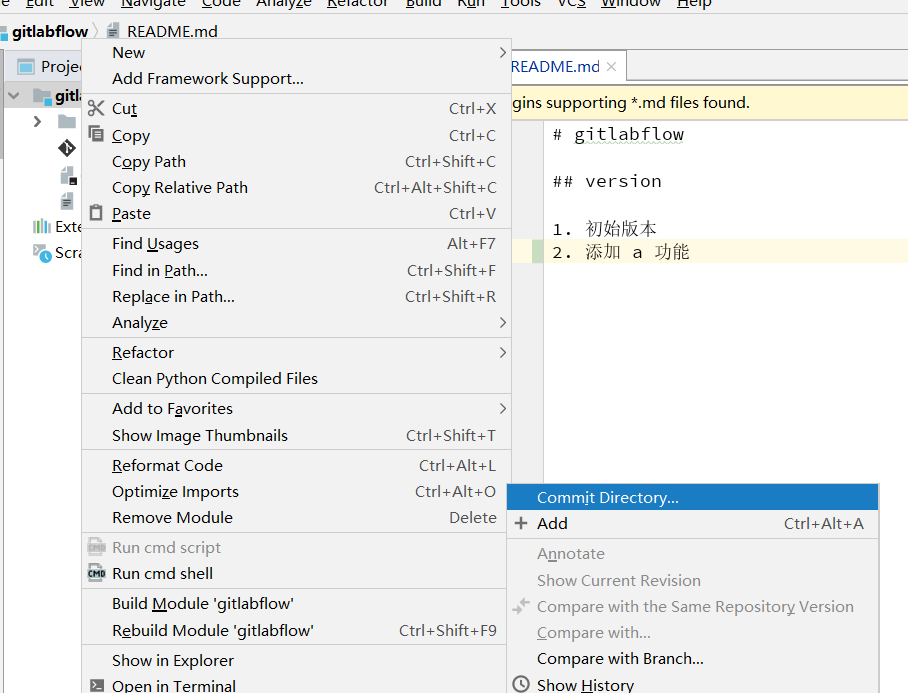 Edit View Navigate Code Analyze Refactor Build Run Tools VCS Window Help
gitlabflow README.md
Proje
README.md
gitla
gins supporting *.md files found.
Exte
Scra
New
Add Framework Support...
Cut Ctrl+X
Copy Ctrl+C
Copy Path Ctrl+Shift+C
Copy Relative Path Ctrl+Alt+Shift+C
Paste Ctrl+V
Find Usages Alt+F7
Find in Path... Ctrl+Shift+F
Replace in Path... Ctrl+Shift+R
Analyze
Refactor
Clean Python Compiled Files
Add to Favorites
Show Image Thumbnails Ctrl+Shift+T
Reformat Code Ctrl+Alt+L
Optimize Imports Ctrl+Alt+O
Remove Module Delete
Run cmd script
CMD Run cmd shell
Build Module 'gitlabflow'
Rebuild Module 'gitlabflow' Ctrl+Shift+F9
Show in Explorer
Open in Terminal
# gitlabflow
## version
1. 初始版本
2. 添加 a 功能
Commit Directory...
Add Ctrl+Alt+A
Annotate
Show Current Revision
Compare with the Same Repository Version
Compare with...
Compare with Branch...
Show History